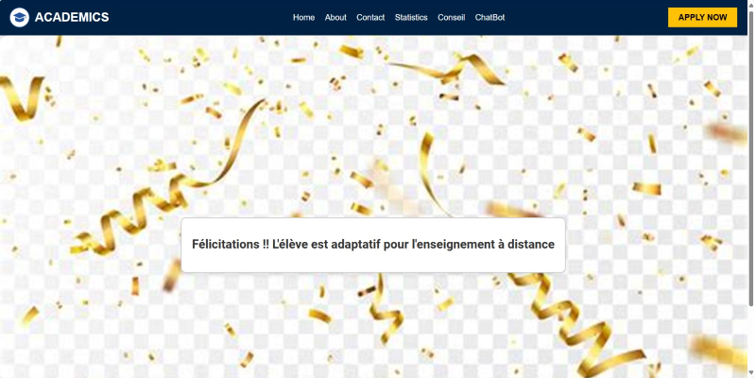 ACADEMICS
Home About Contact Statistics Conseil ChatBot
APPLY NOW
Félicitations !! L'élève est adaptatif pour l'enseignement à distance